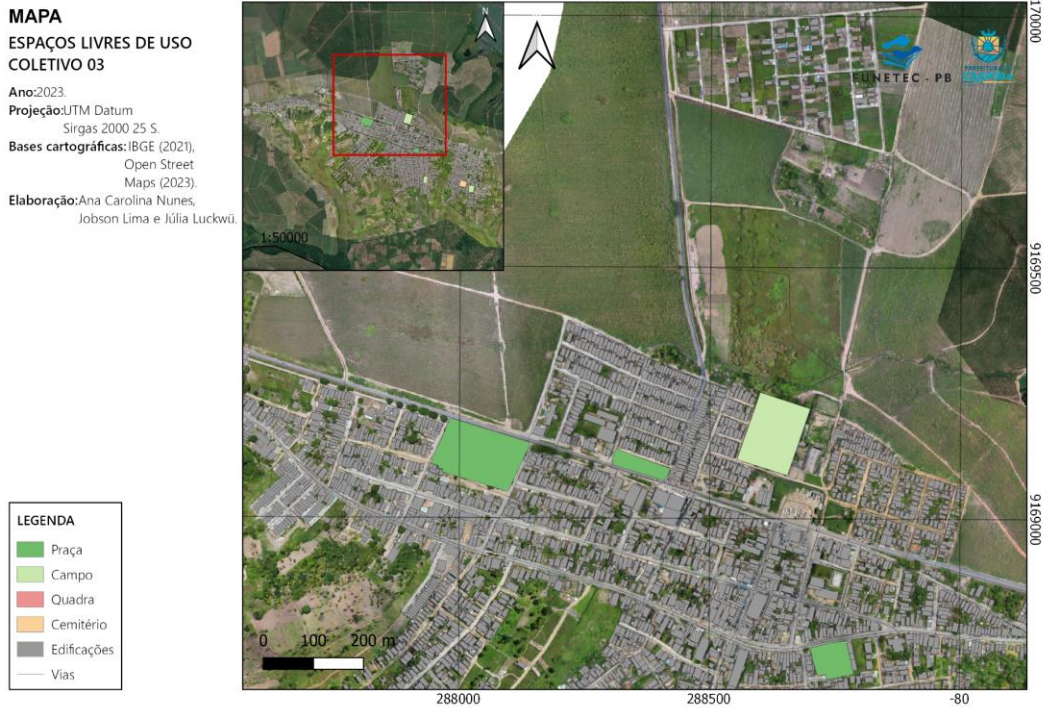 MAPA
ESPAÇOS LIVRES DE USO
COLETIVO 03
Ano:2023.
Projeção:UTM Datum
Sirgas 2000 25 S.
Bases cartográficas:IBGE (2021),
Open Street
Maps (2023).
Elaboração:Ana Carolina Nunes,
Jobson Lima e Júlia Luckwü.
N
1:50000
FUNETEC - PB
9170000
9169500
9169000
LEGENDA
Praça
Campo
Quadra
Cemitério
Edificações
Vias
0 100 200 m
288000 288500 -80